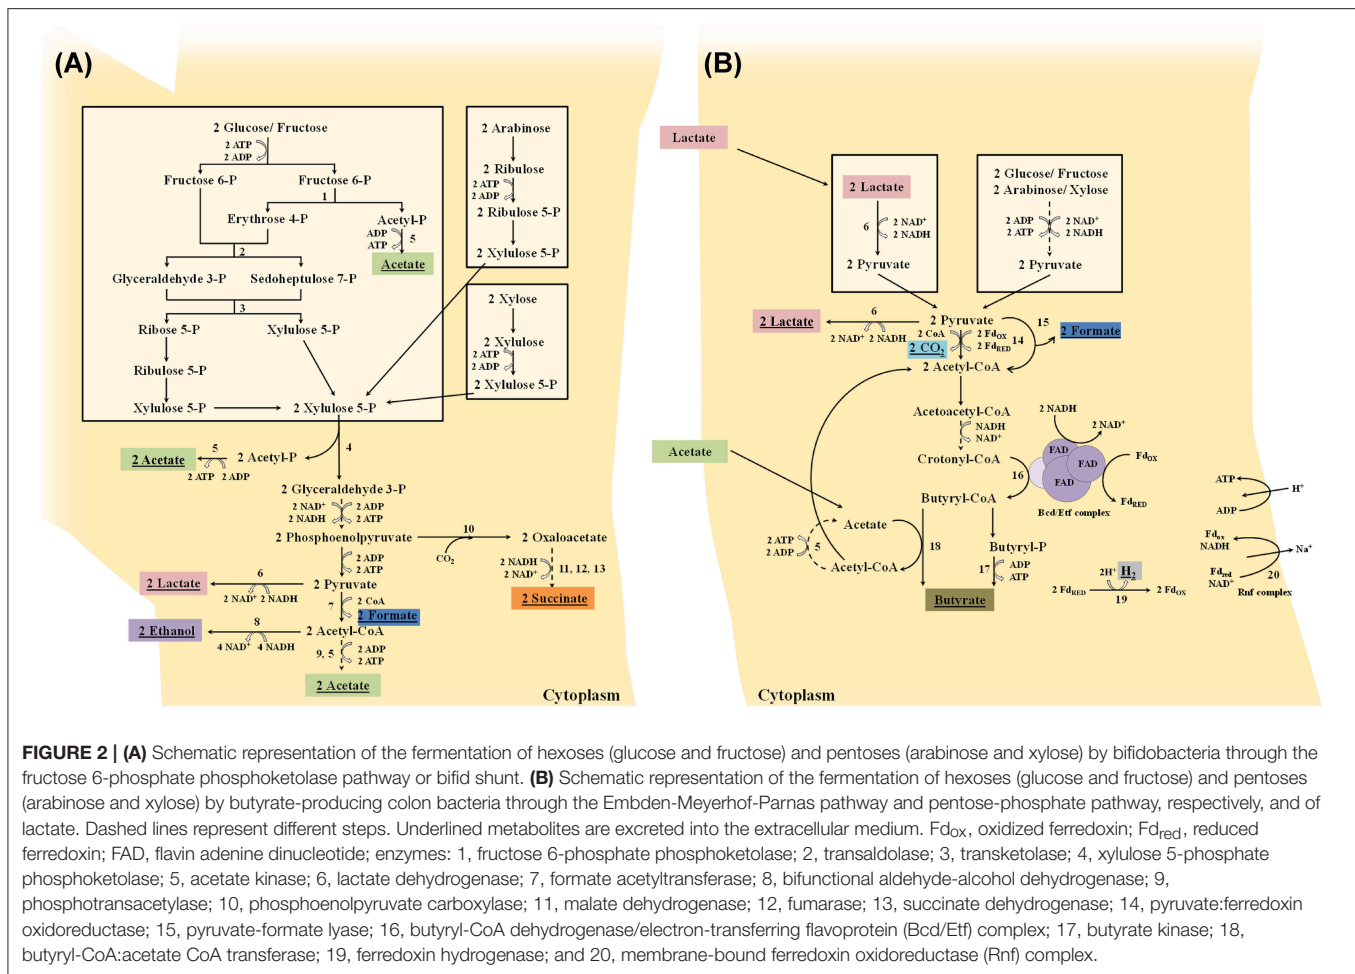 (A)
2 Glucose/ Fructose
2 ATP
2 ADP
Fructose 6-P
Fructose 6-P
1
Erythrose 4-P
Acetyl-P
ADP
ATP
5
Acetate
2
Glyceraldehyde 3-P
Sedoheptulose 7-P
3
Ribose 5-P
Xylulose 5-P
Ribulose 5-P
Xylulose 5-P
2 Xylulose 5-P
2 Arabinose
2 Ribulose
2 ATP
2 ADP
2 Ribulose 5-P
2 Xylulose 5-P
2 Xylose
2 Xylulose
2 ATP
2 ADP
2 Xylulose 5-P
4
5
2 Acetate
2 Acetyl-P
2 ATP 2 ADP
2 Glyceraldehyde 3-P
2 NAD+
2 NADH
2 ADP
2 ATP
2 Phosphoenolpyruvate
10
CO2
2 Oxaloacetate
2 NADH
2 NAD+
11, 12, 13
2 Succinate
2 ADP
2 ATP
2 Lactate
6
2 NAD+ 2 NADH
2 Pyruvate
7
2 CoA
2 Formate
2 Ethanol
8
4 NAD+ 4 NADH
2 Acetyl-CoA
9, 5
2 ADP
2 ATP
2 Acetate
Cytoplasm
(B)
Lactate
2 Lactate
6
2 NAD+
2 NADH
2 Pyruvate
2 Glucose/ Fructose
2 Arabinose/ Xylose
2 ADP
2 ATP
2 NAD+
2 NADH
2 Pyruvate
2 Lactate
6
2 NAD+ 2 NADH
2 Pyruvate
15
2 Formate
2 CoA
2 CO2
2 FdOX
2 FdRED
14
2 Acetyl-CoA
Acetoacetyl-CoA
NADH
NAD+
Crotonyl-CoA
2 NADH
2 NAD+
FAD
FAD
FAD
FdOX
FdRED
16
Bcd/Etf complex
Acetate
Butyryl-CoA
Acetate
2 ATP
2 ADP
5
18
Acetyl-CoA
Butyryl-P
17
ADP
ATP
Butyrate
2H+
H2
2 FdRED
2 FdOX
19
ATP
ADP
H+
Fdox
NADH
Na+
Fdred
NAD+
20
Rnf complex
Cytoplasm
FIGURE 2 | (A) Schematic representation of the fermentation of hexoses (glucose and fructose) and pentoses (arabinose and xylose) by bifidobacteria through the
fructose 6-phosphate phosphoketolase pathway or bifid shunt. (B) Schematic representation of the fermentation of hexoses (glucose and fructose) and pentoses
(arabinose and xylose) by butyrate-producing colon bacteria through the Embden-Meyerhof-Parnas pathway and pentose-phosphate pathway, respectively, and of
lactate. Dashed lines represent different steps. Underlined metabolites are excreted into the extracellular medium. Fdox, oxidized ferredoxin; Fdred, reduced
ferredoxin; FAD, flavin adenine dinucleotide; enzymes: 1, fructose 6-phosphate phosphoketolase; 2, transaldolase; 3, transketolase; 4, xylulose 5-phosphate
phosphoketolase; 5, acetate kinase; 6, lactate dehydrogenase; 7, formate acetyltransferase; 8, bifunctional aldehyde-alcohol dehydrogenase; 9,
phosphotransacetylase; 10, phosphoenolpyruvate carboxylase; 11, malate dehydrogenase; 12, fumarase; 13, succinate dehydrogenase; 14, pyruvate:ferredoxin
oxidoreductase; 15, pyruvate-formate lyase; 16, butyryl-CoA dehydrogenase/electron-transferring flavoprotein (Bcd/Etf) complex; 17, butyrate kinase; 18,
butyryl-CoA:acetate CoA transferase; 19, ferredoxin hydrogenase; and 20, membrane-bound ferredoxin oxidoreductase (Rnf) complex.